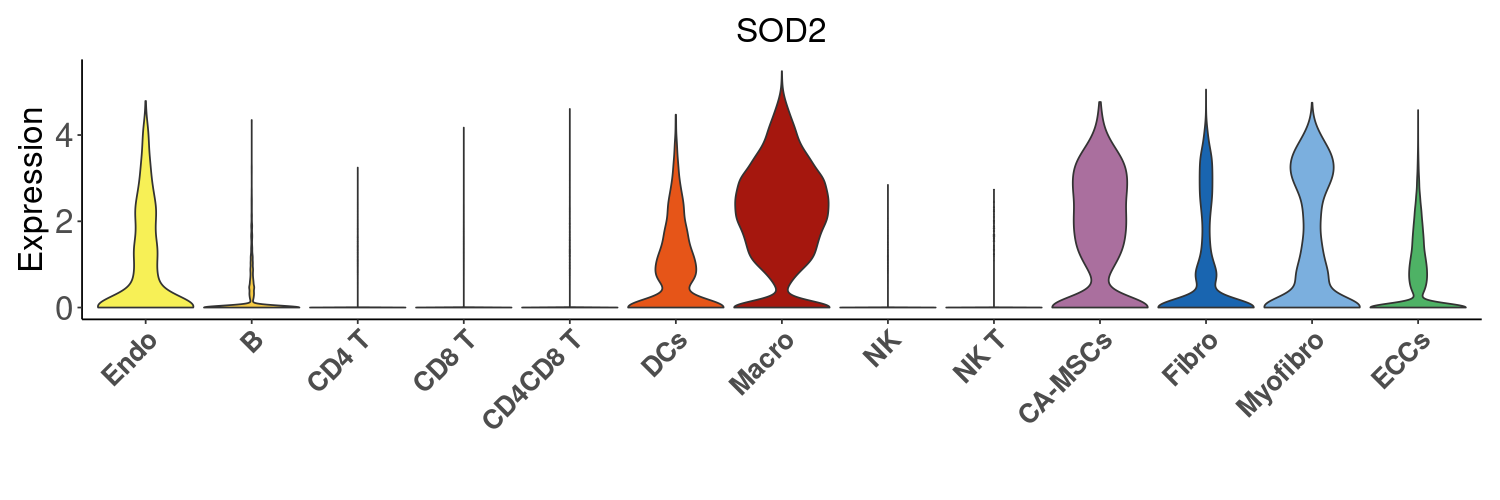 SOD2
Expression
4
2
0
Endo
B
CD4 T
CD8 T
CD4CD8 T
DCs
Macro
NK
NK T
CA-MSCs
Fibro
Myofibro
ECCs